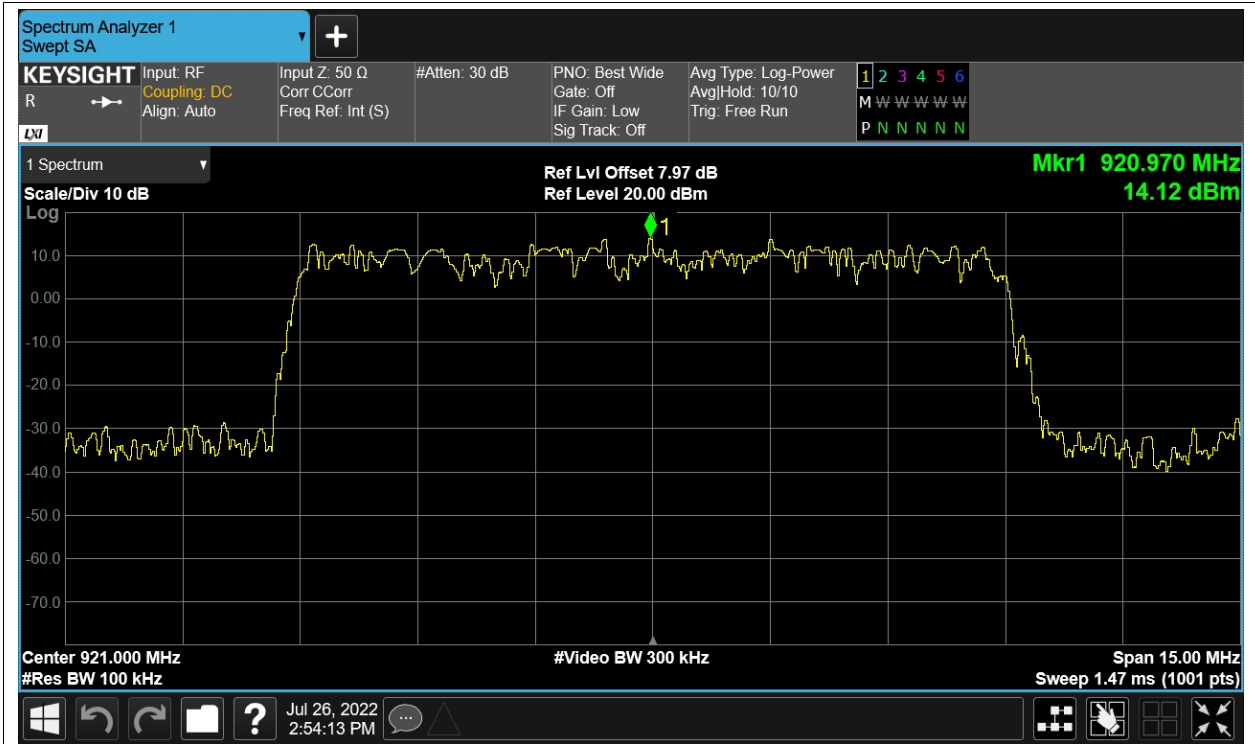 Spectrum Analyzer 1
Swept SA
+
KEYSIGHT
R
LXI
Input: RF
Coupling: DC
Align: Auto
Input Z: 50 Ω
Corr CCorr
Freq Ref: Int (S)
#Atten: 30 dB
PNO: Best Wide
Gate: Off
IF Gain: Low
Sig Track: Off
Avg Type: Log-Power
Avg|Hold: 10/10
Trig: Free Run
1 2 3 4 5 6
M W W W W W
P N N N N N
1 Spectrum
Scale/Div 10 dB
Log
Ref Lvl Offset 7.97 dB
Ref Level 20.00 dBm
Mkr1 920.970 MHz
14.12 dBm
1
10.0
0.00
-10.0
-20.0
-30.0
-40.0
-50.0
-60.0
-70.0
Center 921.000 MHz
#Res BW 100 kHz
#Video BW 300 kHz
Span 15.00 MHz
Sweep 1.47 ms (1001 pts)
?
Jul 26, 2022
2:54:13 PM